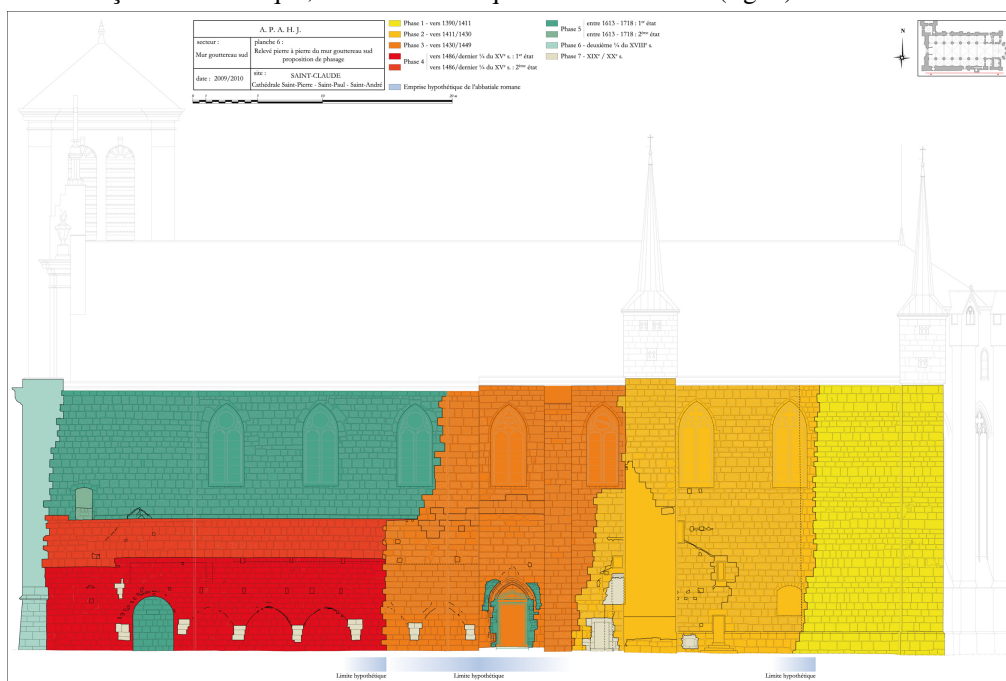 A. P. A. H. J.
secteur :
Mur gouttereau sud
planche 6 :
Relevé pierre à pierre du mur gouttereau sud
proposition de phasage
date : 2009/2010
site :
SAINT-CLAUDE
Cathédrale Saint-Pierre - Saint-Paul - Saint-André
Phase 1 - vers 1390/1411
Phase 2 - vers 1411/1430
Phase 3 - vers 1430/1449
Phase 4
vers 1486/dernier ¼ du XVᵉ s. : 1ᵉʳ état
vers 1486/dernier ¼ du XVᵉ s. : 2ᵉᵐᵉ état
Emprise hypothétique de l'abbatiale romane
Phase 5
entre 1613 - 1718 : 1ᵉʳ état
entre 1613 - 1718 : 2ᵉᵐᵉ état
Phase 6 - deuxième ¼ du XVIIIᵉ s.
Phase 7 - XIXᵉ / XXᵉ s.
N
Limite hypothétique
Limite hypothétique
Limite hypothétique